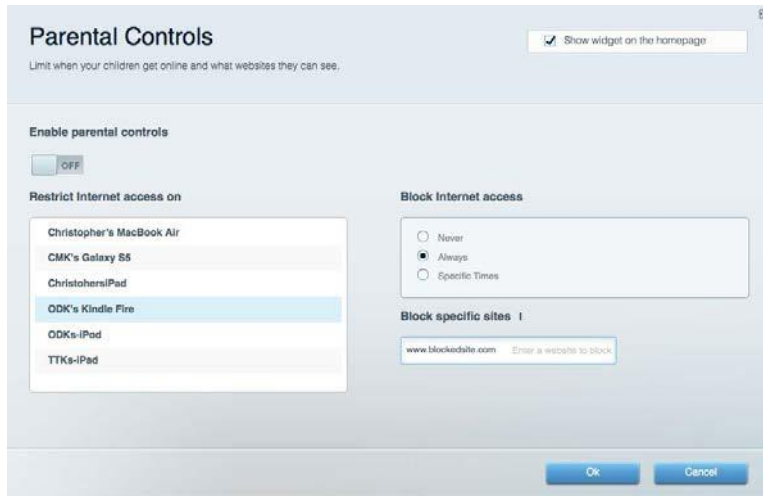 Parental Controls
Show widget on the homepage
Limit when your children get online and what websites they can see.
Enable parental controls
OFF
Restrict Internet access on
Christopher's MacBook Air
CMK's Galaxy S5
ChristohersiPad
ODK's Kindle Fire
ODKs-iPod
TTKs-iPad
Block Internet access
Never
Always
Specific Times
Block specific sites I
www.blockedsite.com Enter a website to block
Ok
Cancel